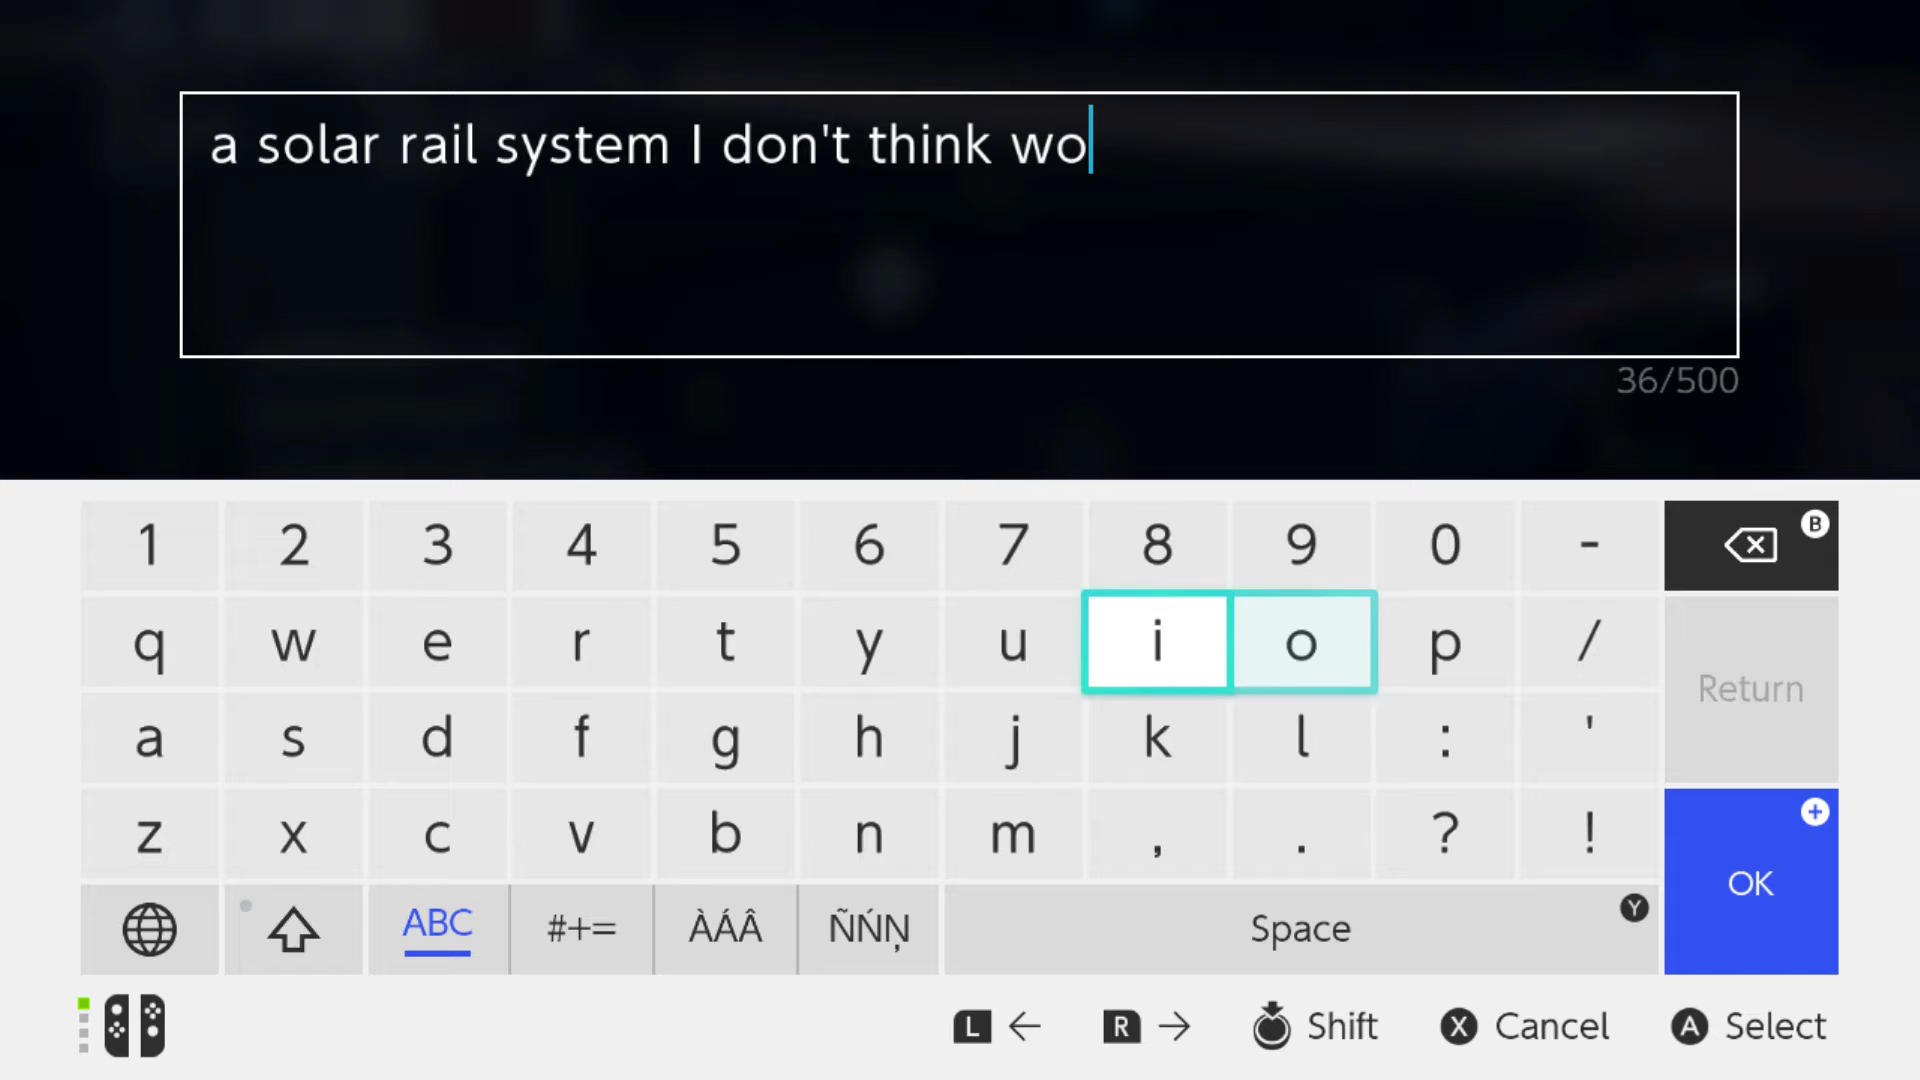 a solar rail system I don't think wo
36/500
1 2 3 4 5 6 7 8 9 0 - B
q w e r t y u i o p /
Return
a s d f g h j k l : '
z x c v b n m , . ? ! +
ABC #+= ÀÁÂ ÑŃŅ Space Y OK
L ← R → Shift X Cancel A Select